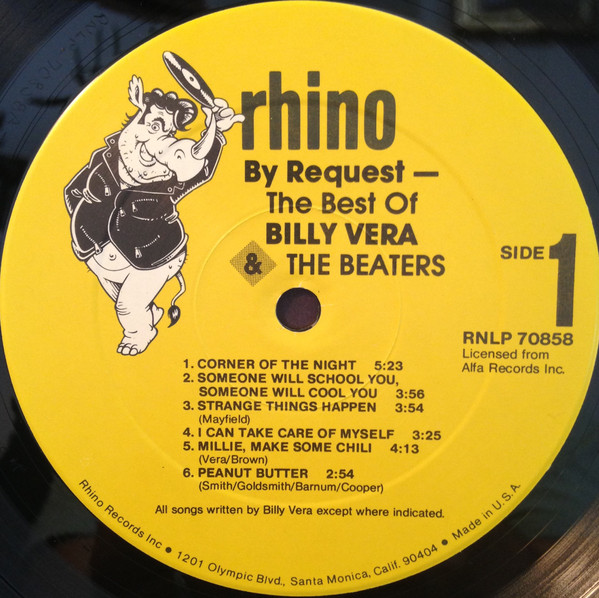 rhino
By Request —
The Best Of
BILLY VERA
& THE BEATERS
SIDE 1
RNLP 70858
Licensed from
Alfa Records Inc.
1. CORNER OF THE NIGHT 5:23
2. SOMEONE WILL SCHOOL YOU,
SOMEONE WILL COOL YOU 3:56
3. STRANGE THINGS HAPPEN 3:54
(Mayfield)
4. I CAN TAKE CARE OF MYSELF 3:25
5. MILLIE, MAKE SOME CHILI 4:13
(Vera/Brown)
6. PEANUT BUTTER 2:54
(Smith/Goldsmith/Barnum/Cooper)
All songs written by Billy Vera except where indicated.
Rhino Records Inc ● 1201 Olympic Blvd., Santa Monica, Calif. 90404 ● Made in U.S.A.